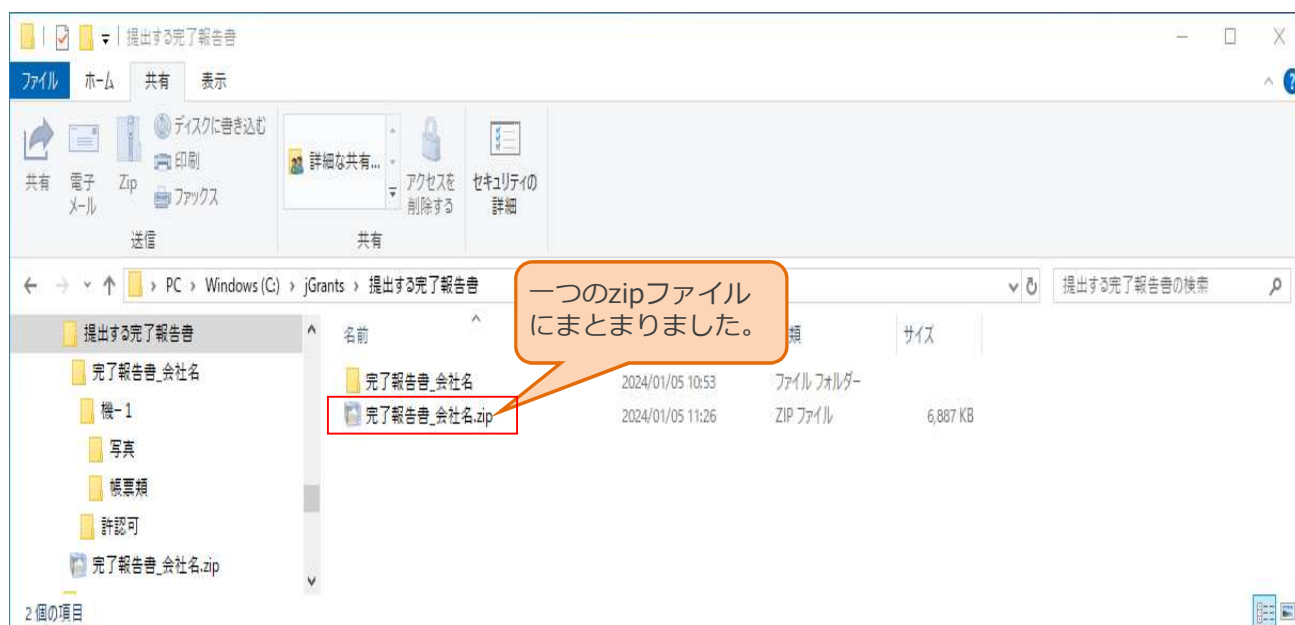 提出する完了報告書
ファイル ホーム 共有 表示
共有
電子メール
Zip
ディスクに書き込む
印刷
ファックス
送信
詳細な共有...
アクセスを
削除する
共有
セキュリティの
詳細
PC › Windows (C:) › jGrants › 提出する完了報告書
提出する完了報告書の検索
一つのzipファイル
にまとまりました。
提出する完了報告書
完了報告書_会社名
機-1
写真
帳票類
許認可
完了報告書_会社名.zip
名前 類 サイズ
完了報告書_会社名 2024/01/05 10:53 ファイル フォルダー
完了報告書_会社名.zip 2024/01/05 11:26 ZIP ファイル 6,887 KB
2 個の項目